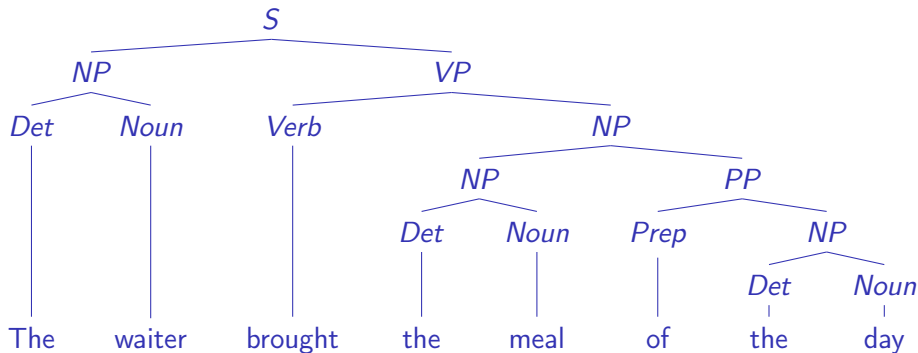 S
NP VP
Det Noun Verb NP
NP PP
Det Noun Prep NP
Det Noun
The waiter brought the meal of the day